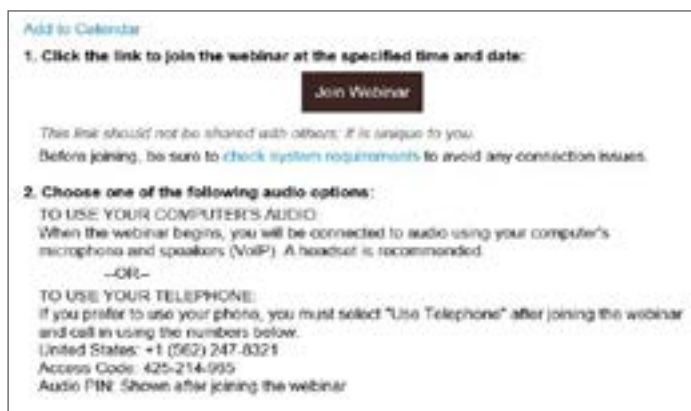 Add to Calendar
1. Click the link to join the webinar at the specified time and date:
Join Webinar
This link should not be shared with others; it is unique to you.
Before joining, be sure to check system requirements to avoid any connection issues.
2. Choose one of the following audio options:
TO USE YOUR COMPUTER'S AUDIO:
When the webinar begins, you will be connected to audio using your computer's
microphone and speakers (VoIP). A headset is recommended.
--OR--
TO USE YOUR TELEPHONE:
If you prefer to use your phone, you must select "Use Telephone" after joining the webinar
and call in using the numbers below.
United States: +1 (562) 247-8321
Access Code: 425-214-965
Audio PIN: Shown after joining the webinar